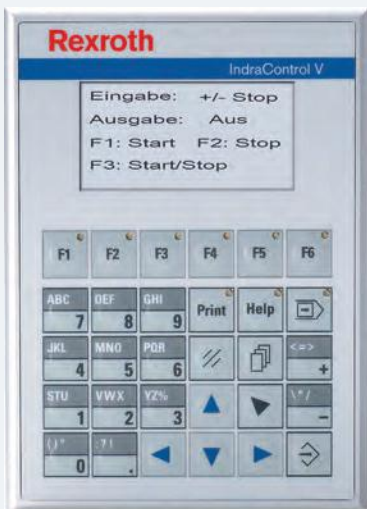 Rexroth
IndraControl V
Eingabe: +/- Stop
Ausgabe: Aus
F1: Start F2: Stop
F3: Start/Stop
F1 F2 F3 F4 F5 F6
ABC DEF GHI
7 8 9 Print Help
JKL MNO PQR <=>
4 5 6 +
STU VWX YZ% \*/
1 2 3 -
()° :?!
0 .